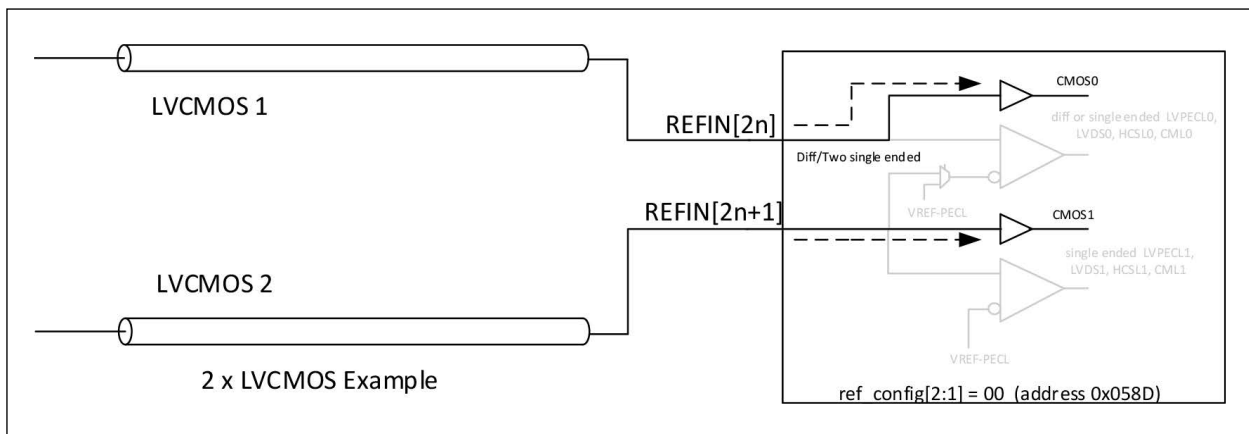 LVCMOS 1
REFIN[2n]
Diff/Two single ended
CMOS0
diff or single ended LVPECL0,
LVDS0, HCSL0, CML0
VREF-PECL
REFIN[2n+1]
CMOS1
single ended LVPECL1,
LVDS1, HCSL1, CML1
VREF-PECL
LVCMOS 2
2 x LVCMOS Example
ref_config[2:1] = 00 (address 0x058D)